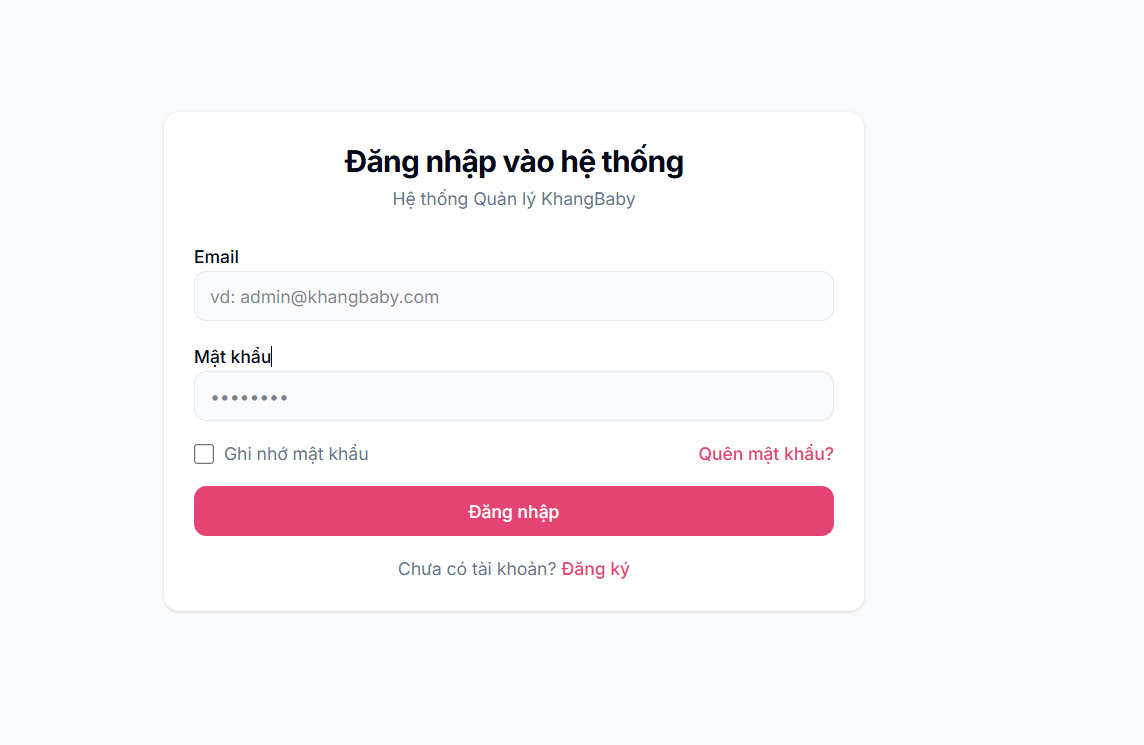 Đăng nhập vào hệ thống
Hệ thống Quản lý KhangBaby
Email
vd: admin@khangbaby.com
Mật khẩu
••••••••
Ghi nhớ mật khẩu Quên mật khẩu?
Đăng nhập
Chưa có tài khoản? Đăng ký